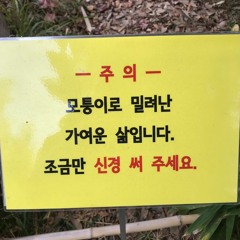 — 주 의 —
모퉁이로 밀려난
가여운 삶입니다.
조금만 신경 써 주세요.